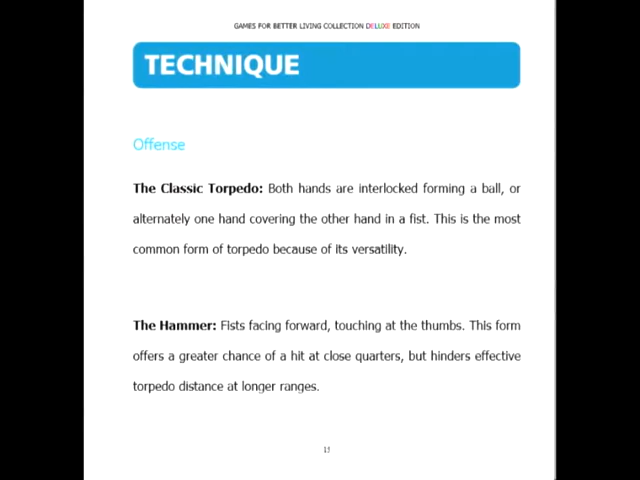 GAMES FOR BETTER LIVING COLLECTION DELUXE EDITION
TECHNIQUE
Offense
The Classic Torpedo: Both hands are interlocked forming a ball, or
alternately one hand covering the other hand in a fist. This is the most
common form of torpedo because of its versatility.
The Hammer: Fists facing forward, touching at the thumbs. This form
offers a greater chance of a hit at close quarters, but hinders effective
torpedo distance at longer ranges.